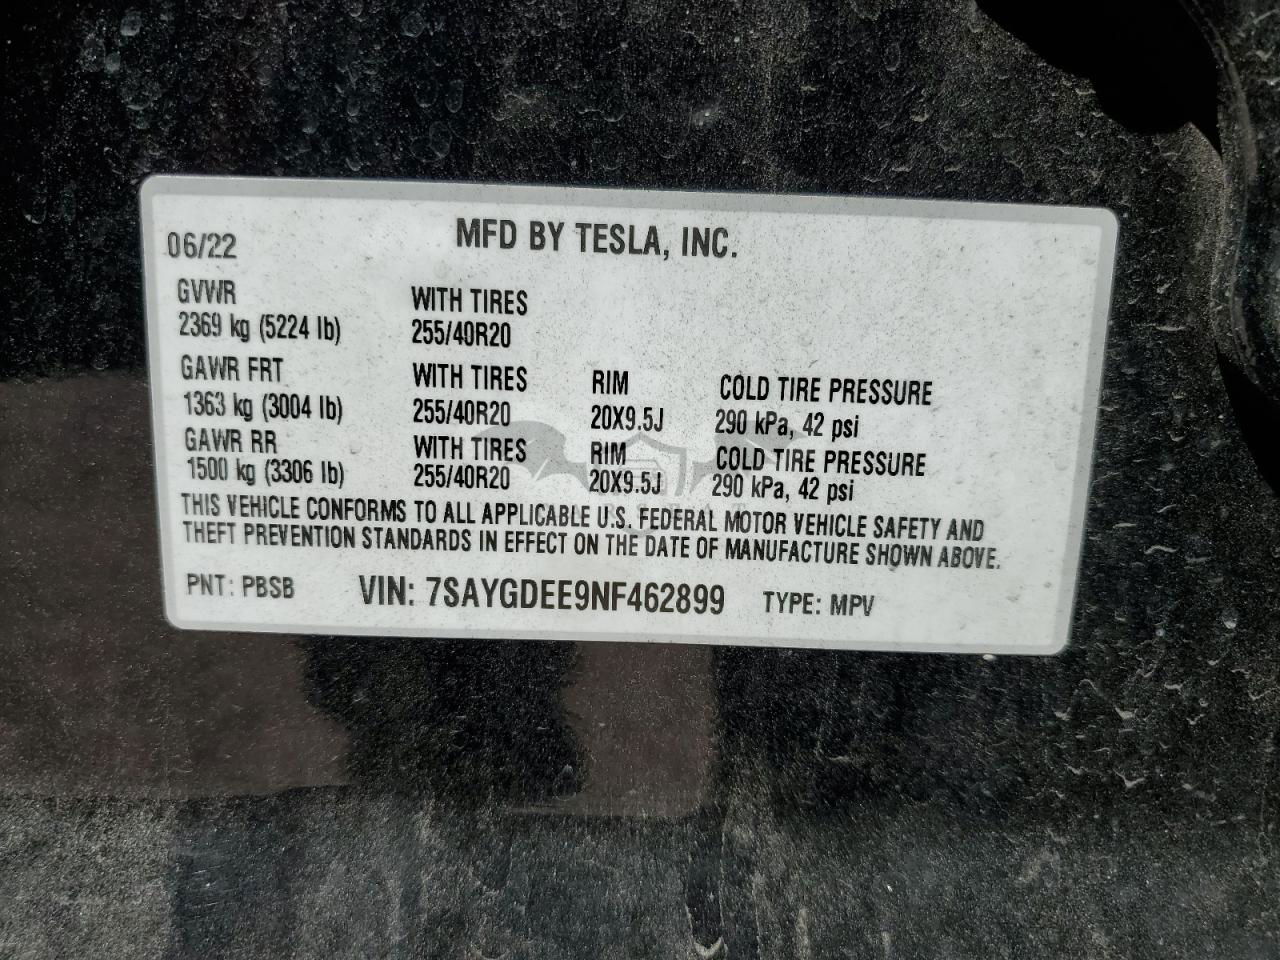 06/22 MFD BY TESLA, INC.
GVWR WITH TIRES
2369 kg (5224 lb) 255/40R20
GAWR FRT WITH TIRES RIM COLD TIRE PRESSURE
1363 kg (3004 lb) 255/40R20 20X9.5J 290 kPa, 42 psi
GAWR RR WITH TIRES RIM COLD TIRE PRESSURE
1500 kg (3306 lb) 255/40R20 20X9.5J 290 kPa, 42 psi
THIS VEHICLE CONFORMS TO ALL APPLICABLE U.S. FEDERAL MOTOR VEHICLE SAFETY AND
THEFT PREVENTION STANDARDS IN EFFECT ON THE DATE OF MANUFACTURE SHOWN ABOVE.
PNT: PBSB VIN: 7SAYGDEE9NF462899 TYPE: MPV